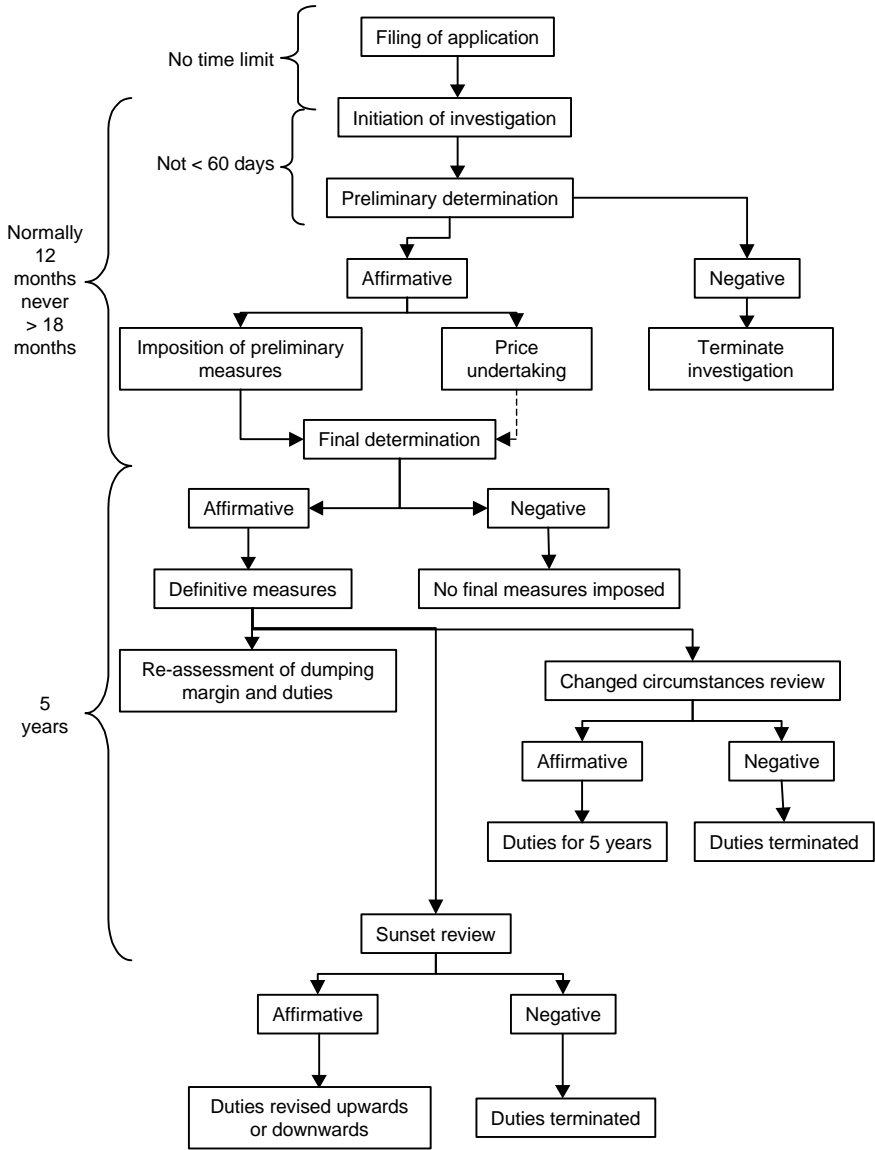 Filing of application
No time limit
Initiation of investigation
Not < 60 days
Preliminary determination
Normally
12
months
never
> 18
months
Affirmative
Negative
Imposition of preliminary
measures
Price
undertaking
Terminate
investigation
Final determination
Affirmative
Negative
Definitive measures
No final measures imposed
Re-assessment of dumping
margin and duties
Changed circumstances review
5
years
Affirmative
Negative
Duties for 5 years
Duties terminated
Sunset review
Affirmative
Negative
Duties revised upwards
or downwards
Duties terminated